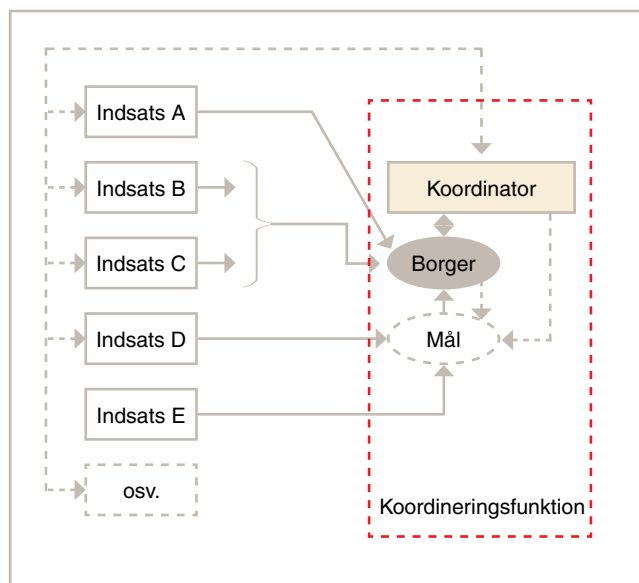 Indsats A
Indsats B
Indsats C
Indsats D
Indsats E
osv.
Koordinator
Borger
Mål
Koordineringsfunktion